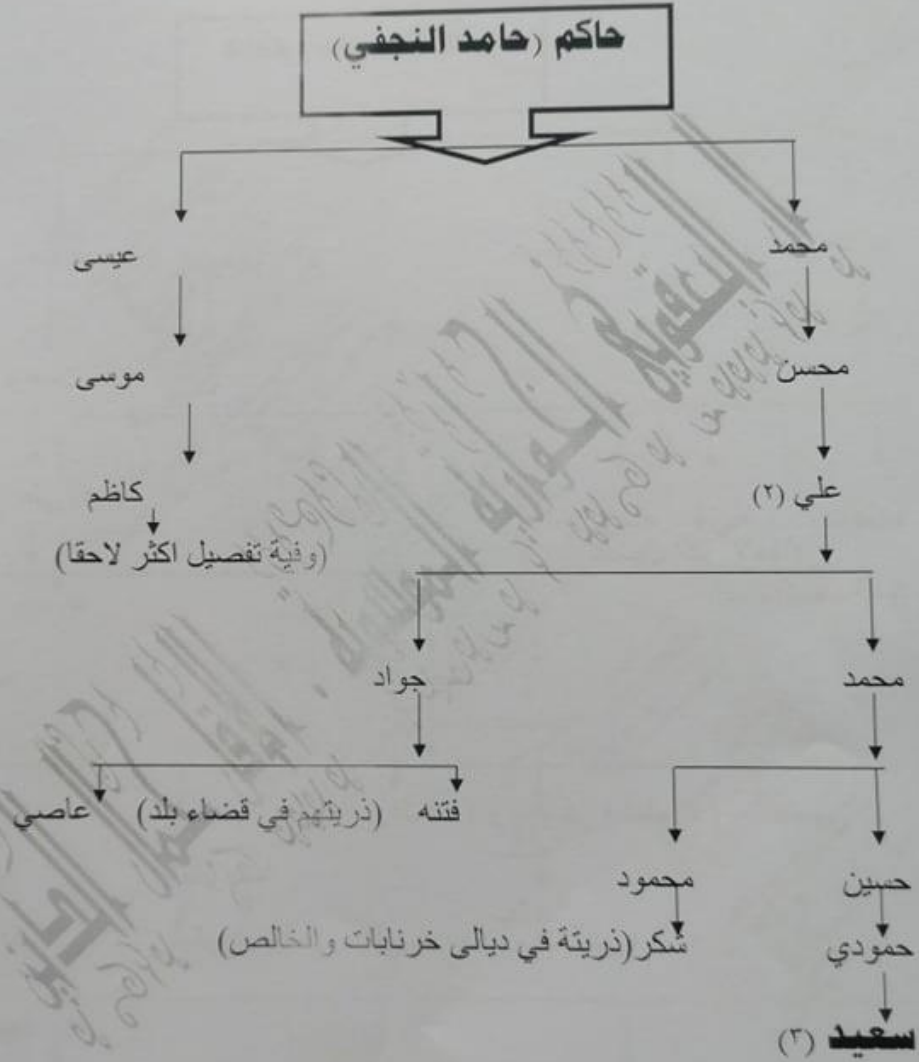 حاكم (حامد النجفي)
محمد
عيسى
محسن
موسى
علي (٢)
كاظم
(وفية تفصيل اكثر لاحقا)
محمد
جواد
فتنه (ذريتهم في قضاء بلد) عاصي
حسين
محمود
حمودي
شكر (ذريتة في ديالى خرنابات والخالص)
سعيد (٣)